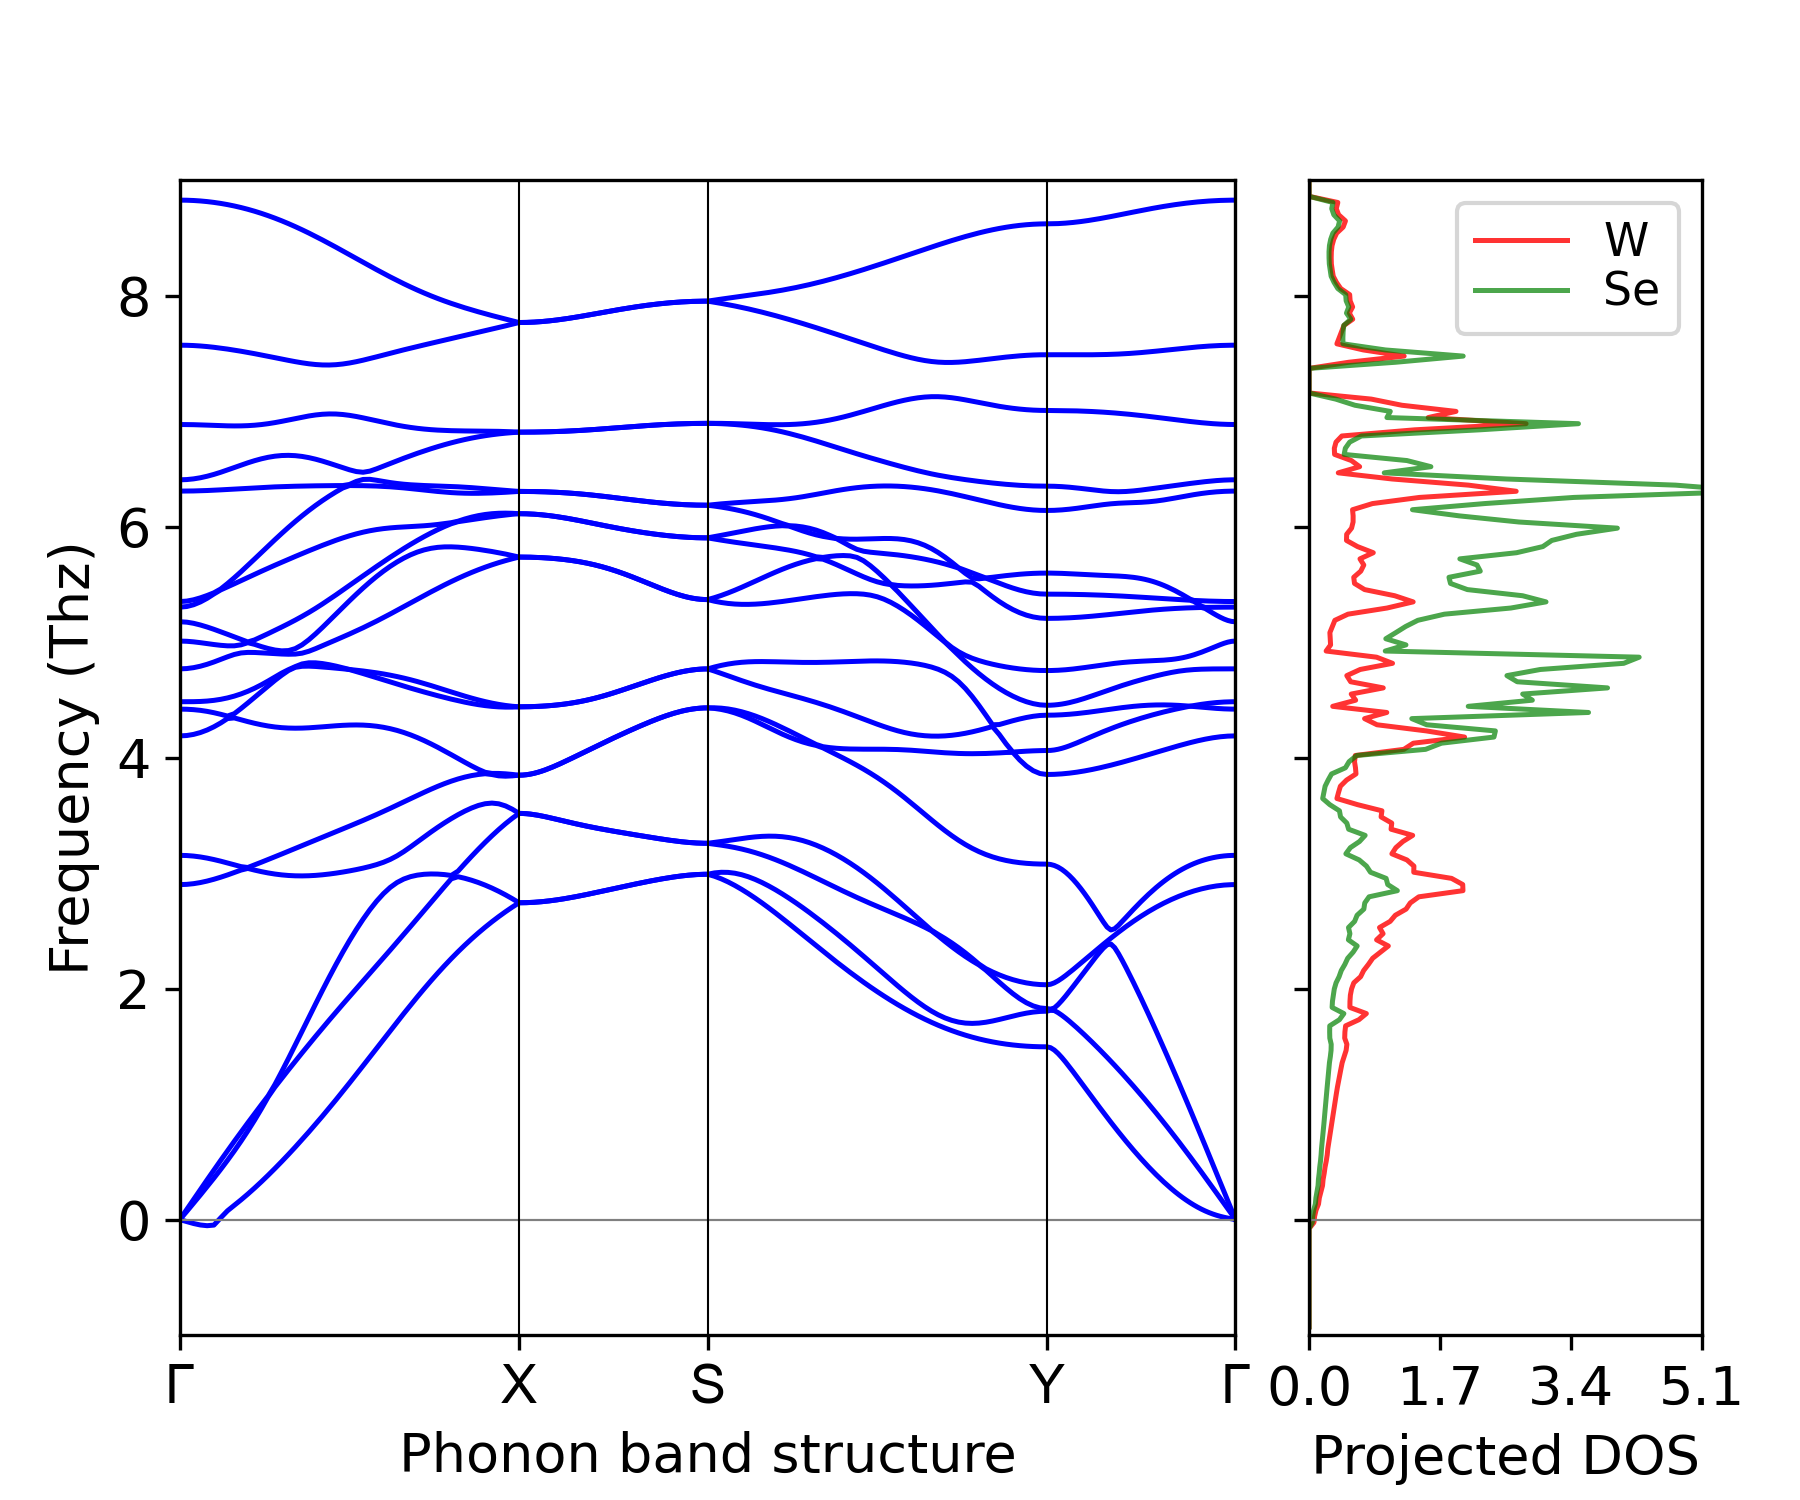 Frequency (Thz)
8
6
4
2
0
Γ X S Y Γ
Phonon band structure
W
Se
0.0 1.7 3.4 5.1
Projected DOS